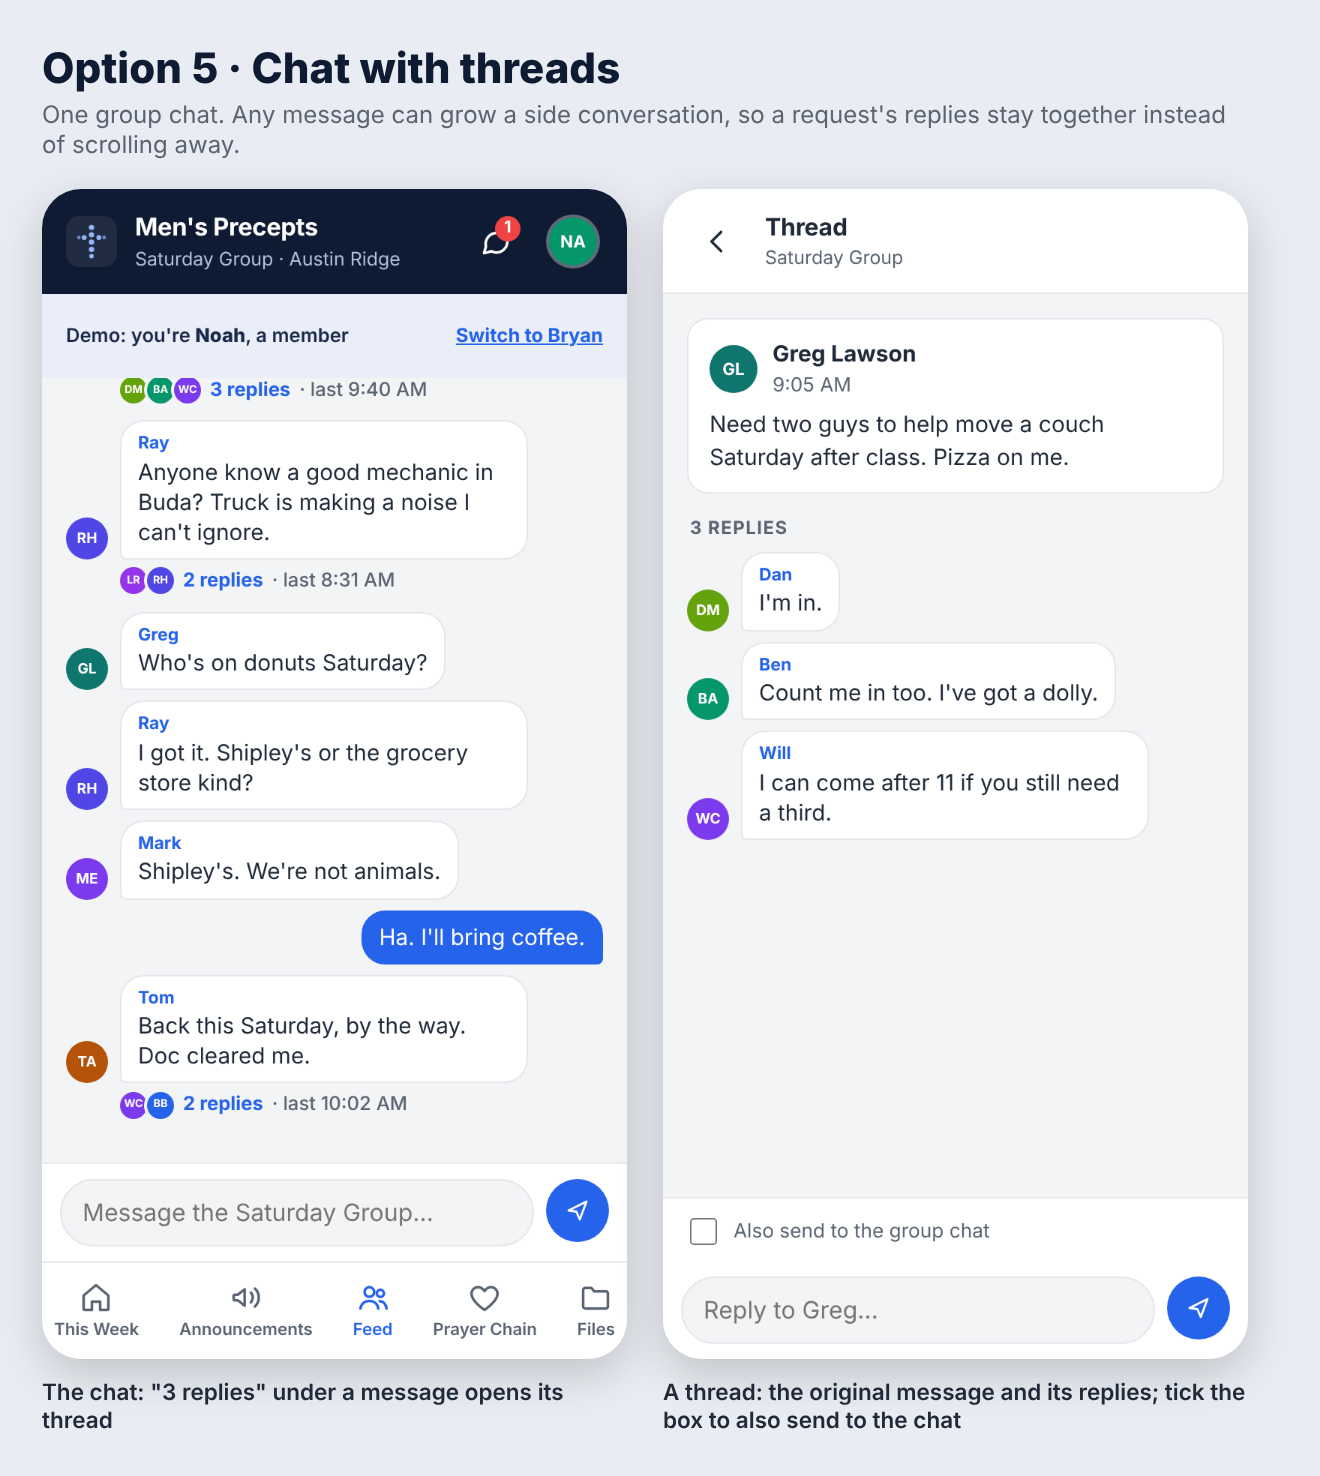 Option 5 · Chat with threads
One group chat. Any message can grow a side conversation, so a request's replies stay together instead
of scrolling away.
Men's Precepts
Saturday Group · Austin Ridge
1
NA
Demo: you're Noah, a member
Switch to Bryan
DM BA WC 3 replies · last 9:40 AM
Ray
Anyone know a good mechanic in
Buda? Truck is making a noise I
can't ignore.
RH
LR RH 2 replies · last 8:31 AM
Greg
Who's on donuts Saturday?
GL
Ray
I got it. Shipley's or the grocery
store kind?
RH
Mark
Shipley's. We're not animals.
ME
Ha. I'll bring coffee.
Tom
Back this Saturday, by the way.
Doc cleared me.
TA
WC BB 2 replies · last 10:02 AM
Message the Saturday Group...
This Week
Announcements
Feed
Prayer Chain
Files
The chat: "3 replies" under a message opens its
thread
Thread
Saturday Group
GL
Greg Lawson
9:05 AM
Need two guys to help move a couch
Saturday after class. Pizza on me.
3 REPLIES
Dan
I'm in.
DM
Ben
Count me in too. I've got a dolly.
BA
Will
I can come after 11 if you still need
a third.
WC
Also send to the group chat
Reply to Greg...
A thread: the original message and its replies; tick the
box to also send to the chat